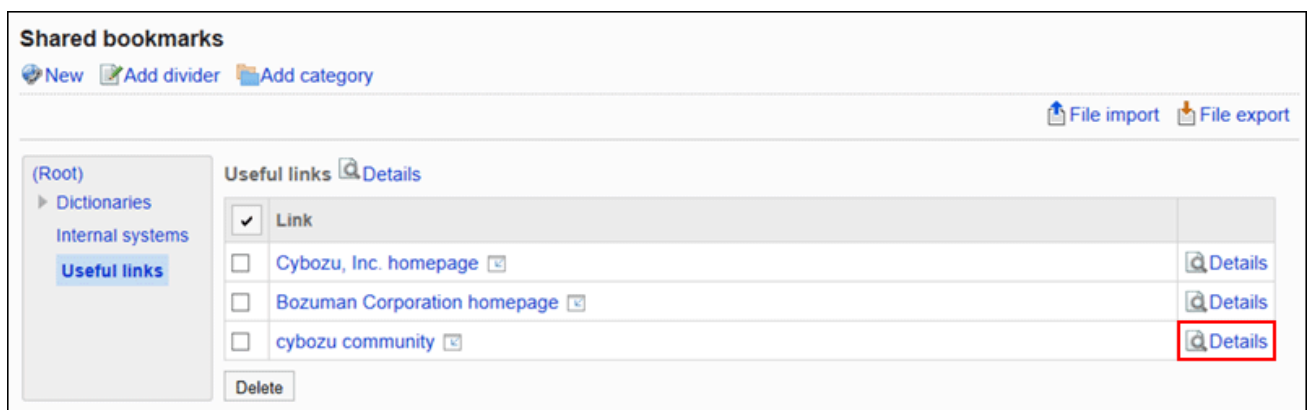 Shared bookmarks
New Add divider Add category
File import File export
(Root)
Dictionaries
Internal systems
Useful links
Useful links Details
Link
Cybozu, Inc. homepage Details
Bozuman Corporation homepage Details
cybozu community Details
Delete